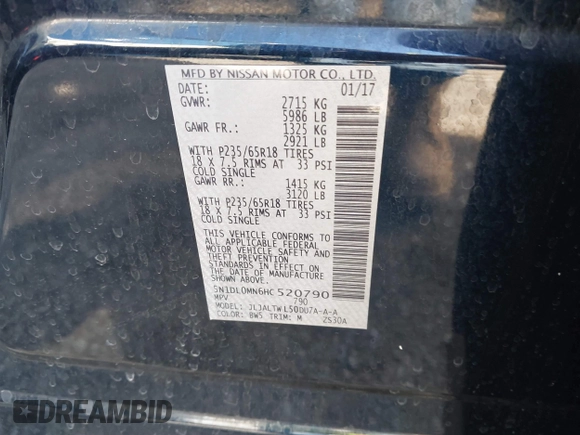 MFD BY NISSAN MOTOR CO., LTD.
DATE: 01/17
GVWR: 2715 KG
5986 LB
GAWR FR.: 1325 KG
2921 LB
WITH P235/65R18 TIRES
18 X 7.5 RIMS AT 33 PSI
COLD SINGLE
GAWR RR.: 1415 KG
3120 LB
WITH P235/65R18 TIRES
18 X 7.5 RIMS AT 33 PSI
COLD SINGLE
THIS VEHICLE CONFORMS TO
ALL APPLICABLE FEDERAL
MOTOR VEHICLE SAFETY AND
THEFT PREVENTION
STANDARDS IN EFFECT ON
THE DATE OF MANUFACTURE
SHOWN ABOVE.
5N1DL0MN6HC520790
MPV 790
MODEL: JLJALTWL50DU7A-A-A
COLOR: BW5 TRIM: M ZS30A
DREAMBID